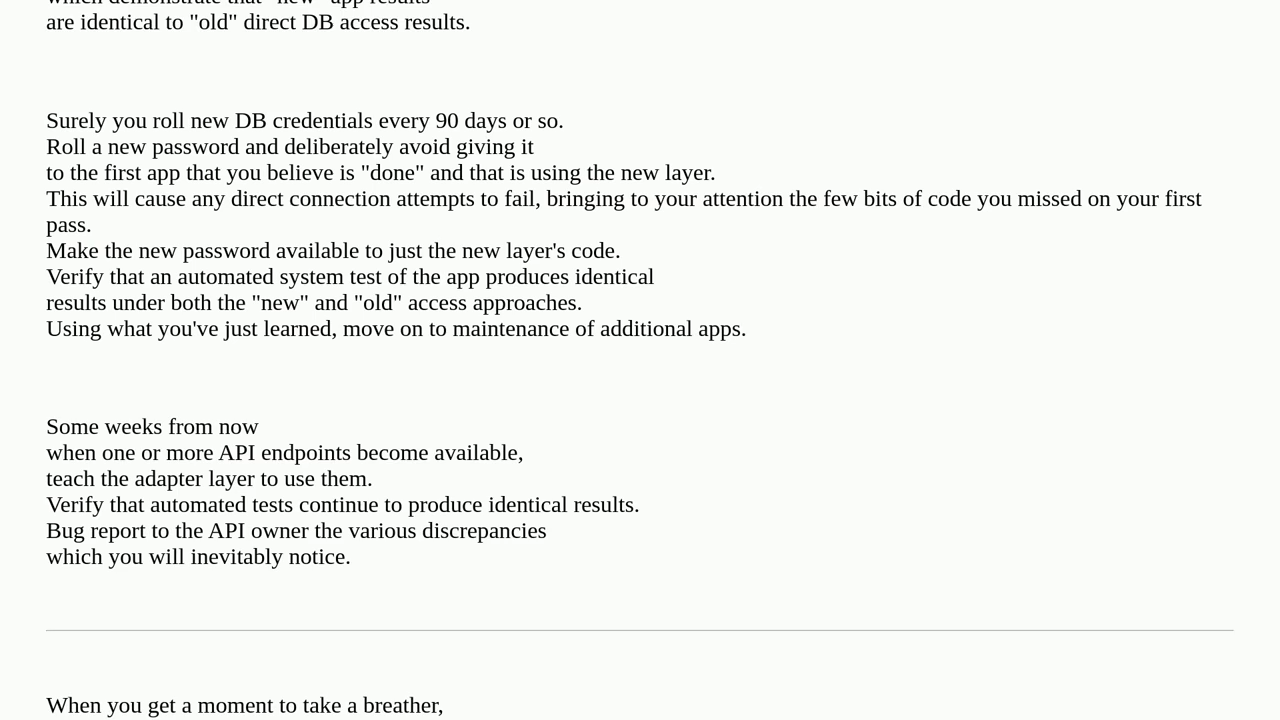 which demonstrate that "new" app results
are identical to "old" direct DB access results.
Surely you roll new DB credentials every 90 days or so.
Roll a new password and deliberately avoid giving it
to the first app that you believe is "done" and that is using the new layer.
This will cause any direct connection attempts to fail, bringing to your attention the few bits of code you missed on your first
pass.
Make the new password available to just the new layer's code.
Verify that an automated system test of the app produces identical
results under both the "new" and "old" access approaches.
Using what you've just learned, move on to maintenance of additional apps.
Some weeks from now
when one or more API endpoints become available,
teach the adapter layer to use them.
Verify that automated tests continue to produce identical results.
Bug report to the API owner the various discrepancies
which you will inevitably notice.
When you get a moment to take a breather,